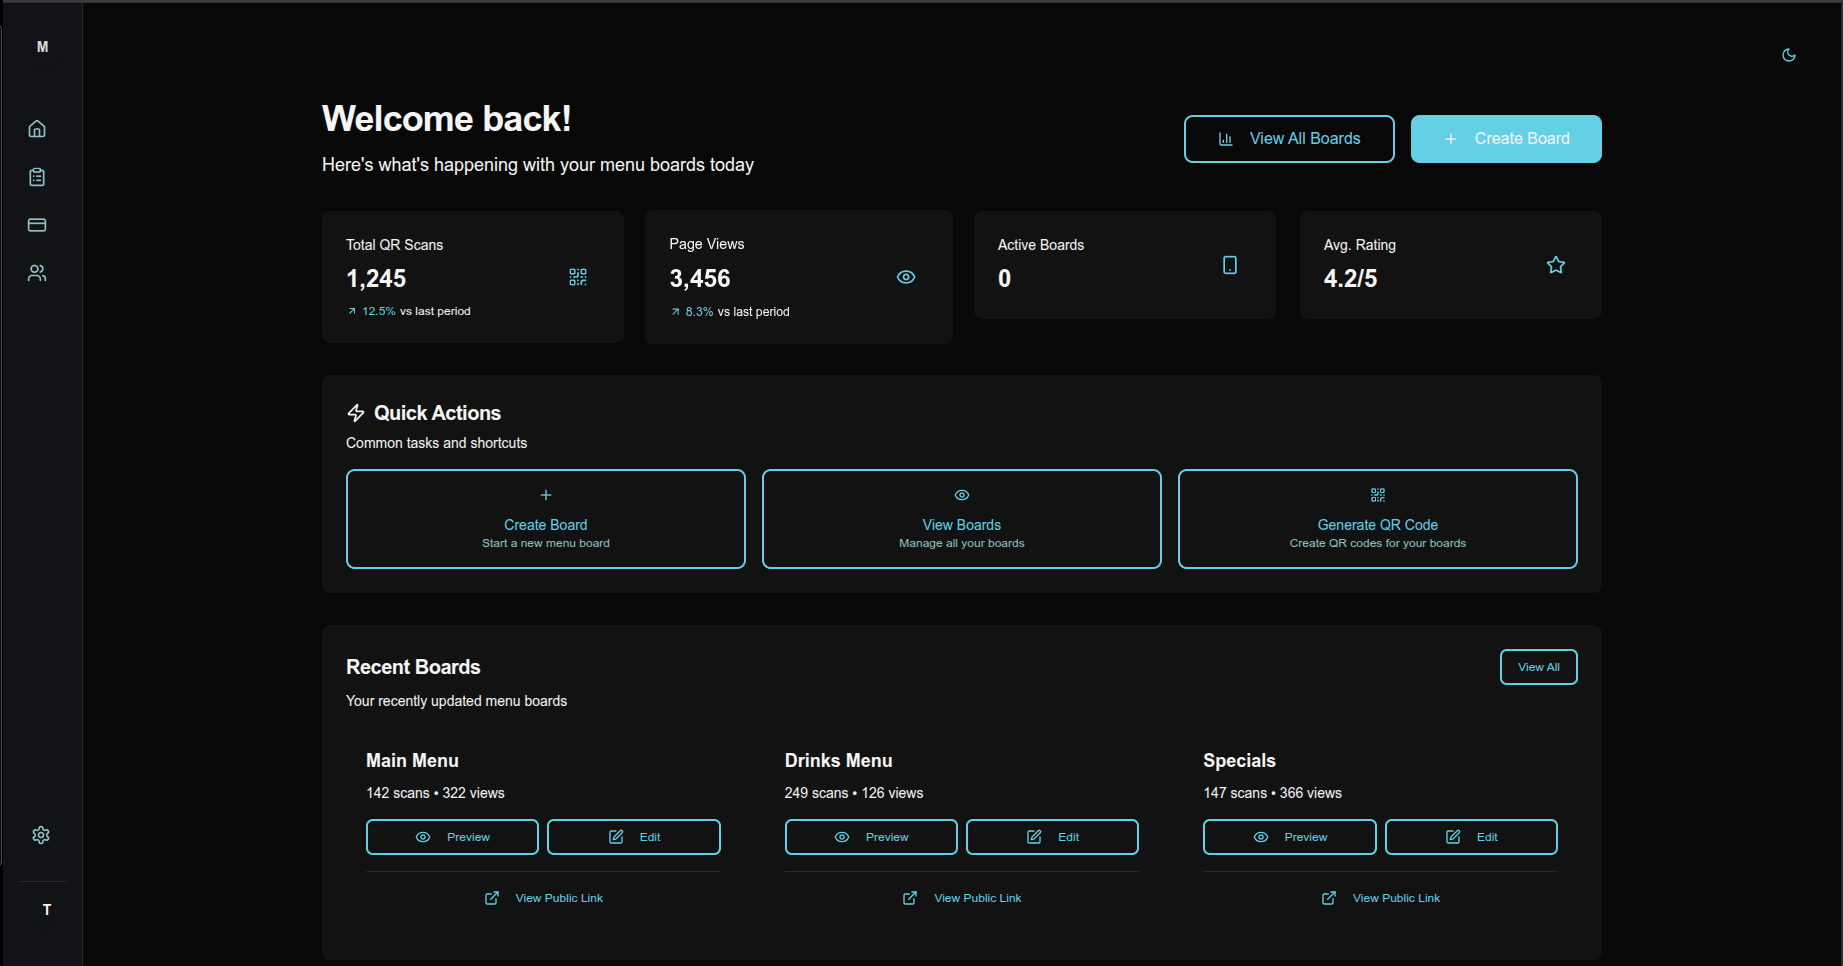 M
Welcome back!
Here's what's happening with your menu boards today
View All Boards
Create Board
Total QR Scans
1,245
12.5% vs last period
Page Views
3,456
8.3% vs last period
Active Boards
0
Avg. Rating
4.2/5
Quick Actions
Common tasks and shortcuts
Create Board
Start a new menu board
View Boards
Manage all your boards
Generate QR Code
Create QR codes for your boards
Recent Boards
Your recently updated menu boards
View All
Main Menu
142 scans • 322 views
Preview
Edit
View Public Link
Drinks Menu
249 scans • 126 views
Preview
Edit
View Public Link
Specials
147 scans • 366 views
Preview
Edit
View Public Link
T